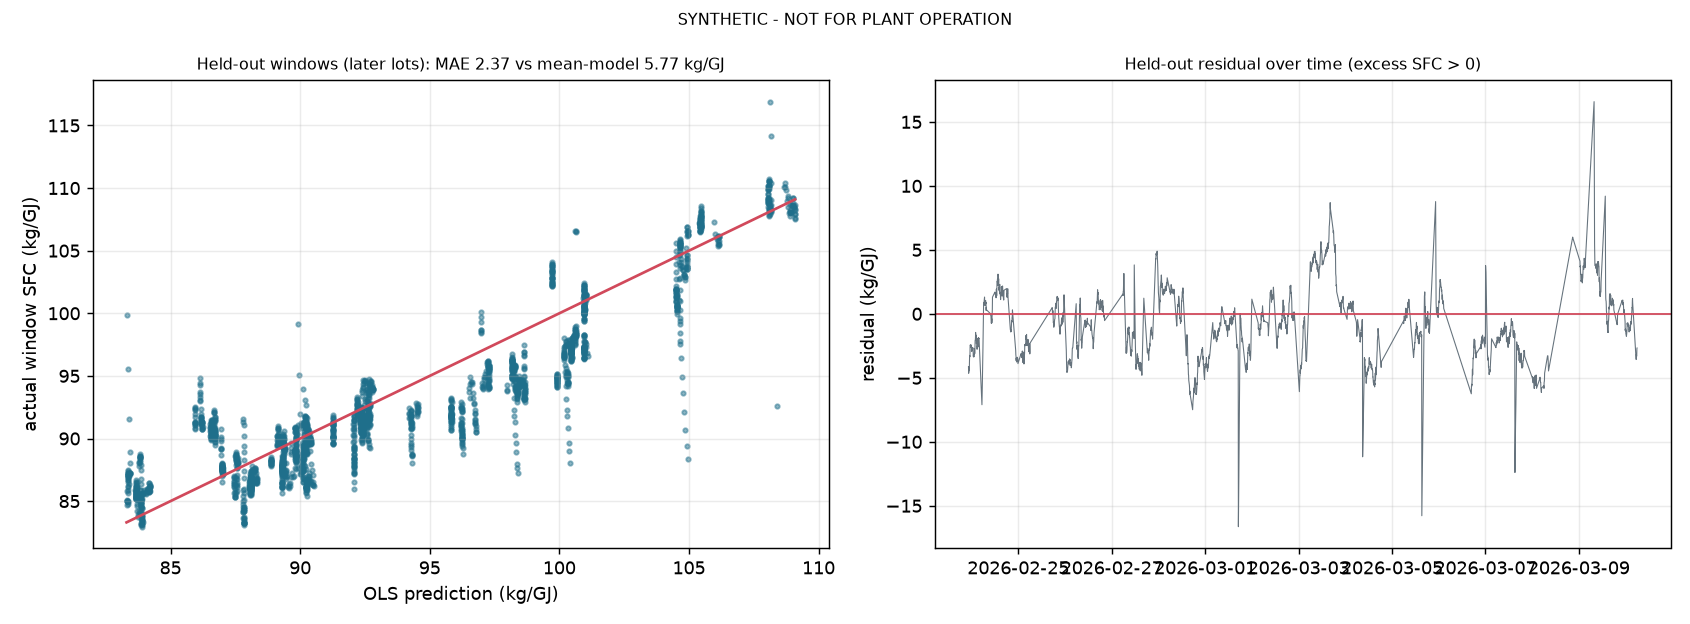 SYNTHETIC - NOT FOR PLANT OPERATION
Held-out windows (later lots): MAE 2.37 vs mean-model 5.77 kg/GJ
actual window SFC (kg/GJ)
115
110
105
100
95
90
85
85 90 95 100 105 110
OLS prediction (kg/GJ)
Held-out residual over time (excess SFC > 0)
residual (kg/GJ)
15
10
5
0
−5
−10
−15
2026-02-25 2026-02-27 2026-03-01 2026-03-03 2026-03-05 2026-03-07 2026-03-09